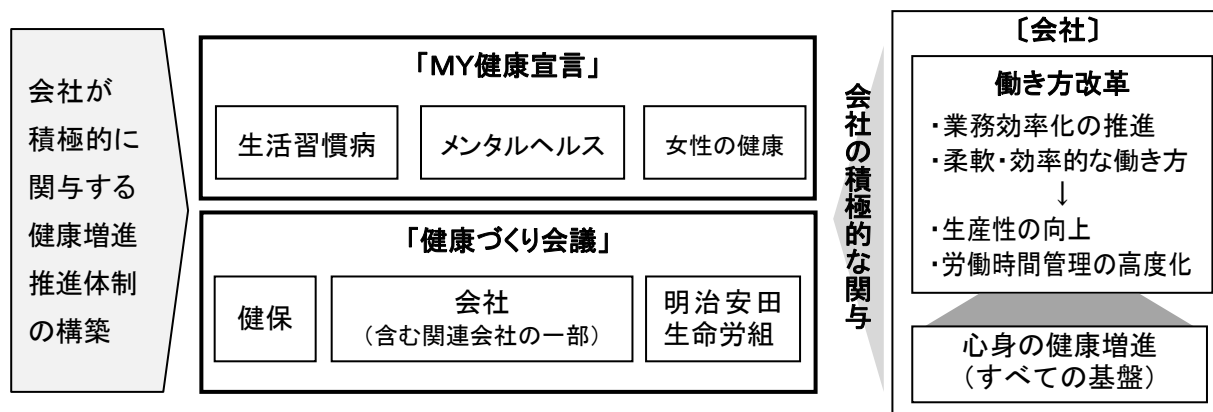 会社が
積極的に
関与する
健康増進
推進体制
の構築
「MY健康宣言」
生活習慣病
メンタルヘルス
女性の健康
「健康づくり会議」
健保
会社
(含む関連会社の一部)
明治安田
生命労組
会社の積極的な関与
〔会社〕
働き方改革
・業務効率化の推進
・柔軟・効率的な働き方
↓
・生産性の向上
・労働時間管理の高度化
心身の健康増進
(すべての基盤)